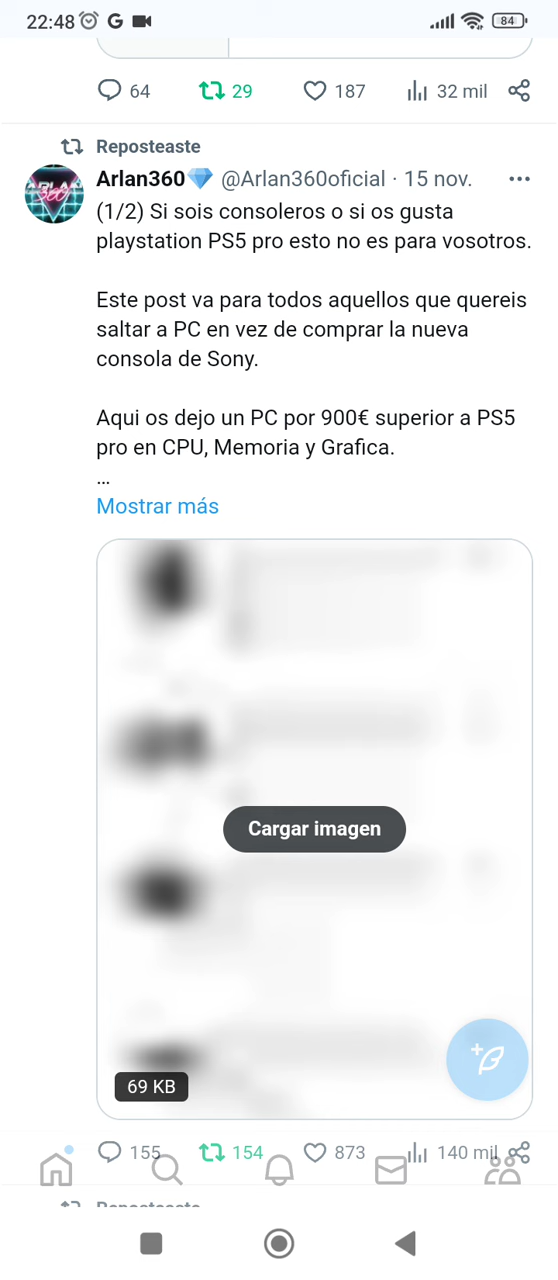 22:48 G 84
64 29 187 32 mil
Reposteaste
Arlan360💎 @Arlan360oficial · 15 nov. ...
(1/2) Si sois consoleros o si os gusta
playstation PS5 pro esto no es para vosotros.
Este post va para todos aquellos que quereis
saltar a PC en vez de comprar la nueva
consola de Sony.
Aqui os dejo un PC por 900€ superior a PS5
pro en CPU, Memoria y Grafica.
...
Mostrar más
Cargar imagen
69 KB
155 154 873 140 mil
Reposteaste